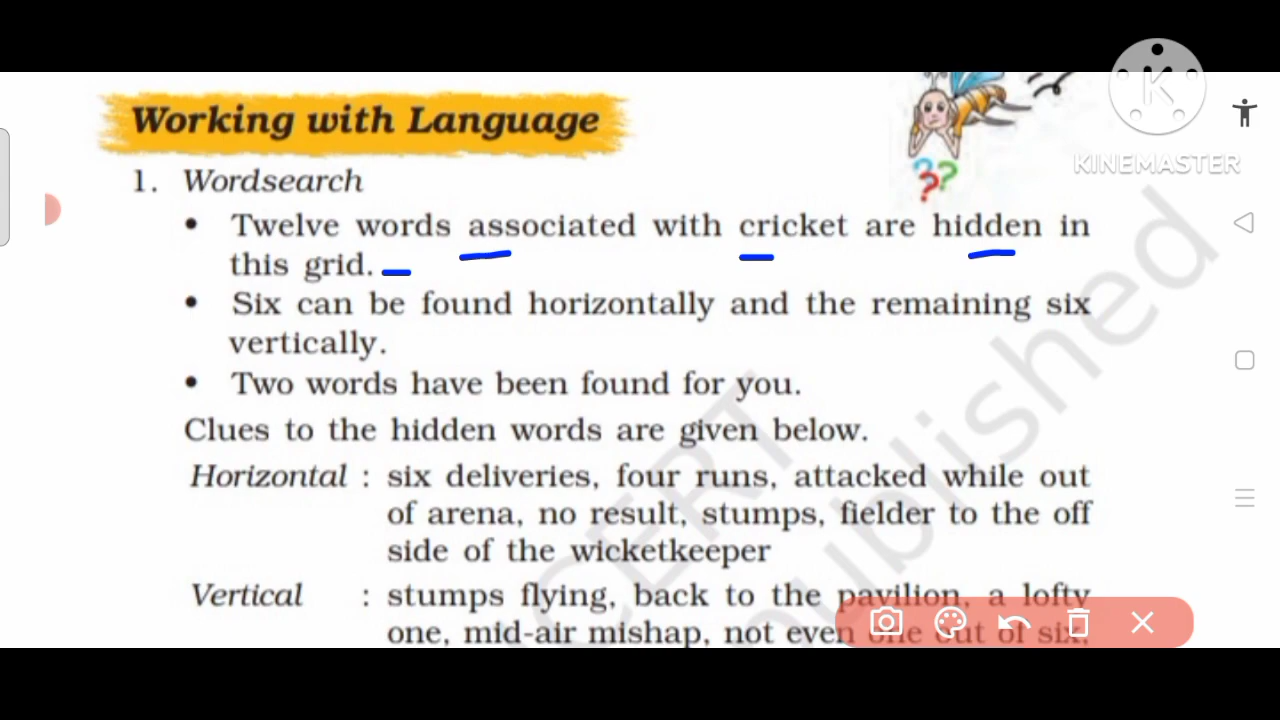 Working with Language
K
KINEMASTER
??
1. Wordsearch
• Twelve words associated with cricket are hidden in
this grid.
• Six can be found horizontally and the remaining six
vertically.
• Two words have been found for you.
Clues to the hidden words are given below.
Horizontal : six deliveries, four runs, attacked while out
of arena, no result, stumps, fielder to the off
side of the wicketkeeper
Vertical : stumps flying, back to the pavilion, a lofty
one, mid-air mishap, not even one out of six,